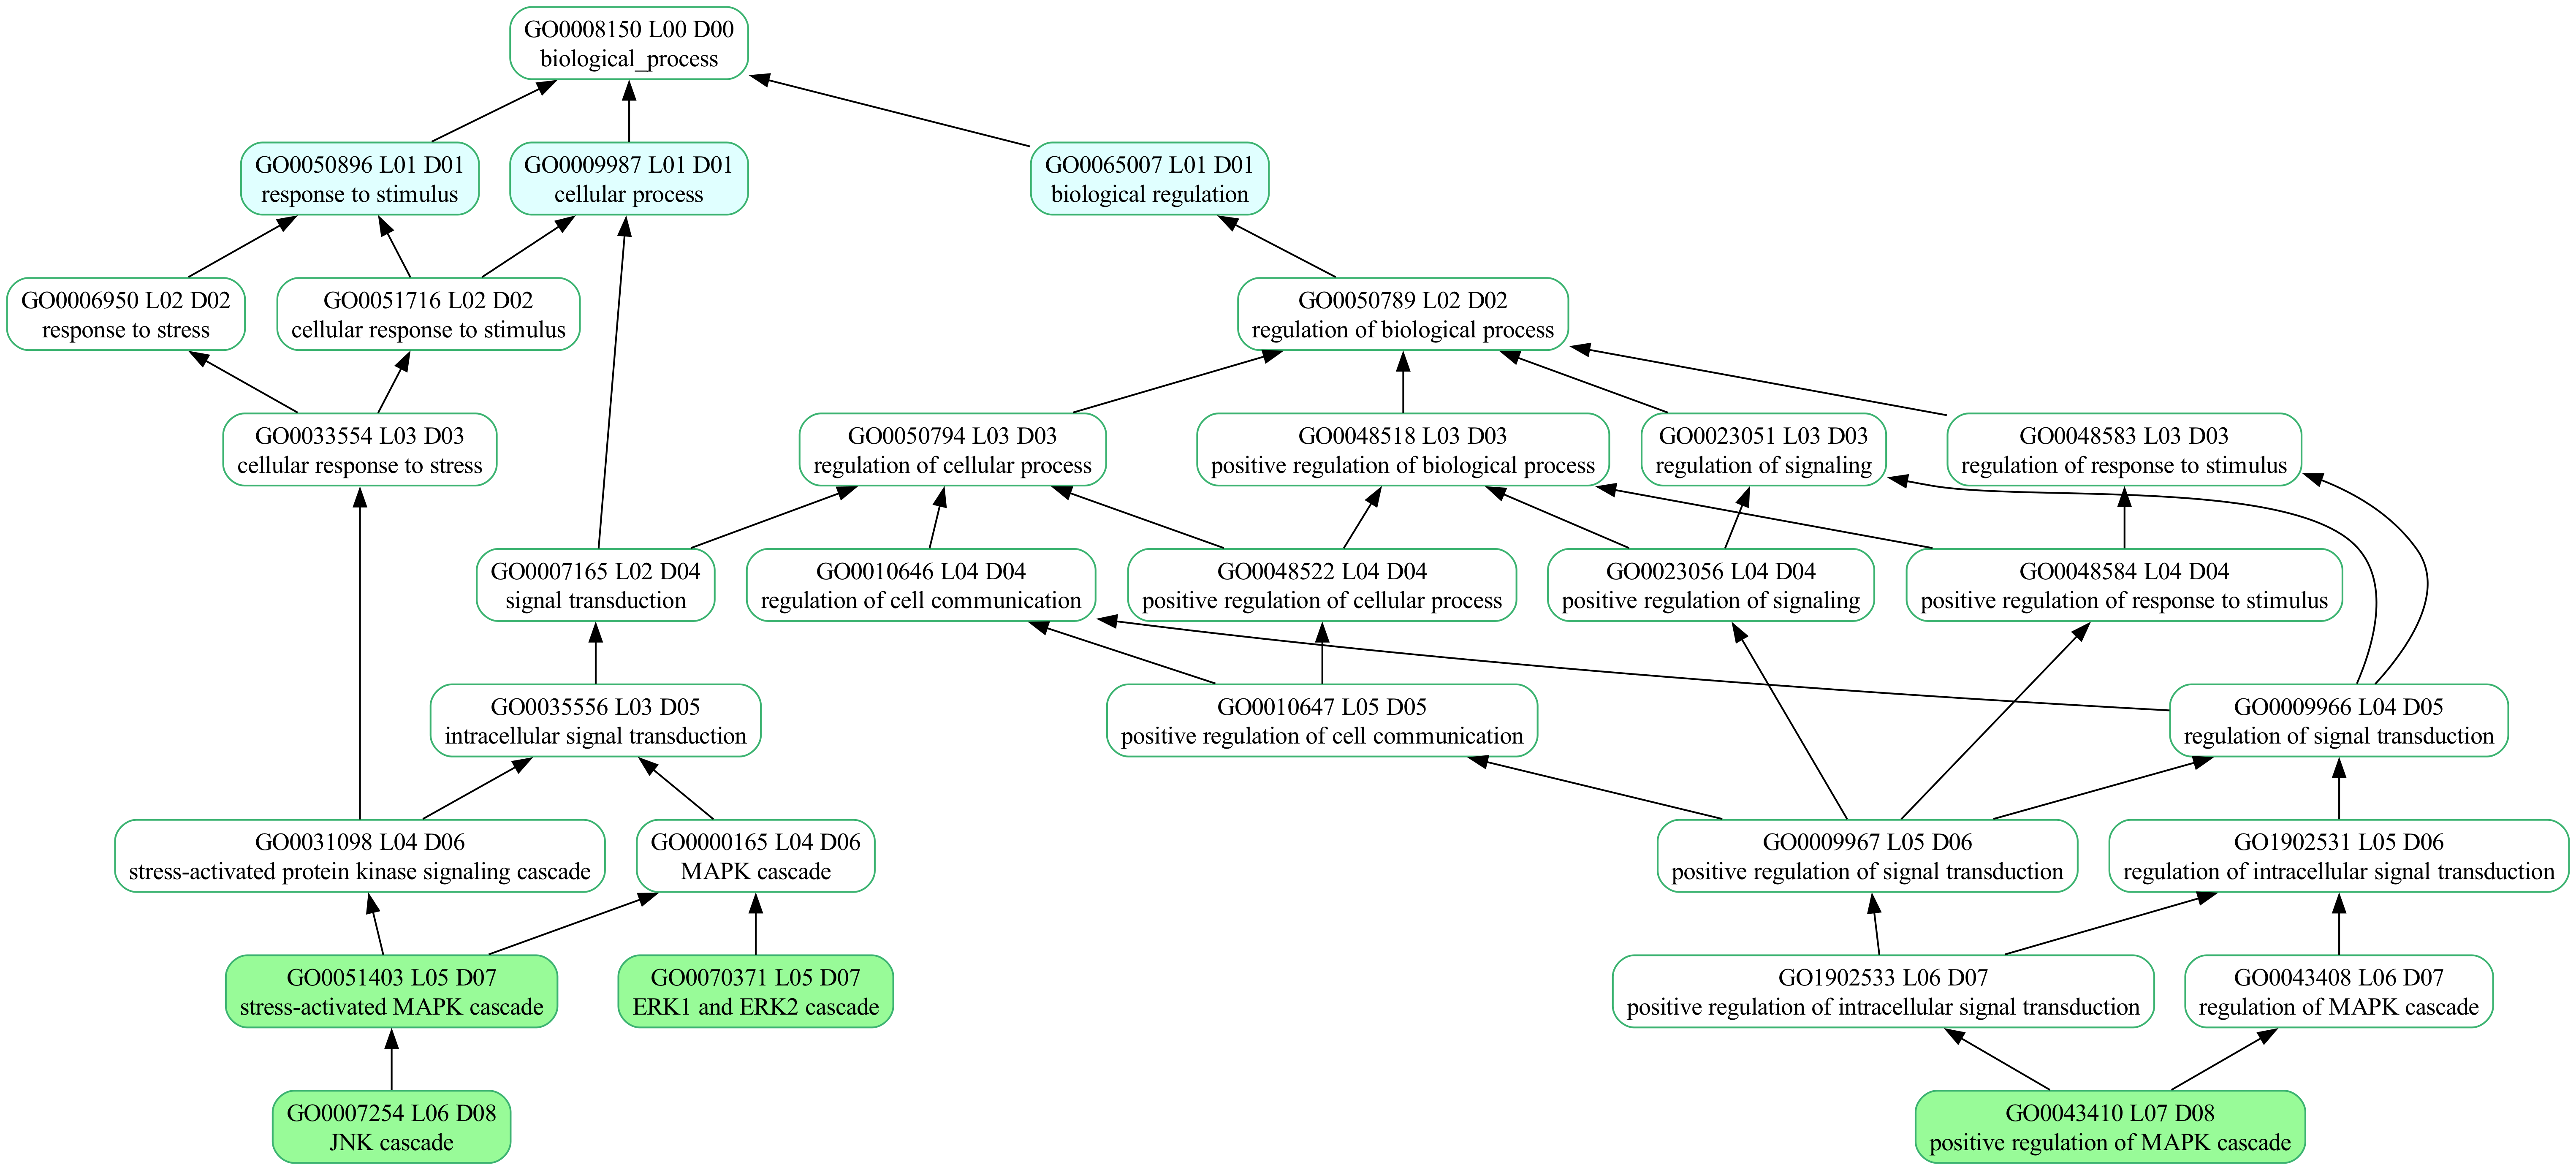 GO0008150 L00 D00
biological_process
GO0050896 L01 D01
response to stimulus
GO0009987 L01 D01
cellular process
GO0065007 L01 D01
biological regulation
GO0006950 L02 D02
response to stress
GO0051716 L02 D02
cellular response to stimulus
GO0050789 L02 D02
regulation of biological process
GO0033554 L03 D03
cellular response to stress
GO0050794 L03 D03
regulation of cellular process
GO0048518 L03 D03
positive regulation of biological process
GO0023051 L03 D03
regulation of signaling
GO0048583 L03 D03
regulation of response to stimulus
GO0007165 L02 D04
signal transduction
GO0010646 L04 D04
regulation of cell communication
GO0048522 L04 D04
positive regulation of cellular process
GO0023056 L04 D04
positive regulation of signaling
GO0048584 L04 D04
positive regulation of response to stimulus
GO0035556 L03 D05
intracellular signal transduction
GO0010647 L05 D05
positive regulation of cell communication
GO0009966 L04 D05
regulation of signal transduction
GO0031098 L04 D06
stress-activated protein kinase signaling cascade
GO0000165 L04 D06
MAPK cascade
GO0009967 L05 D06
positive regulation of signal transduction
GO1902531 L05 D06
regulation of intracellular signal transduction
GO0051403 L05 D07
stress-activated MAPK cascade
GO0070371 L05 D07
ERK1 and ERK2 cascade
GO1902533 L06 D07
positive regulation of intracellular signal transduction
GO0043408 L06 D07
regulation of MAPK cascade
GO0007254 L06 D08
JNK cascade
GO0043410 L07 D08
positive regulation of MAPK cascade